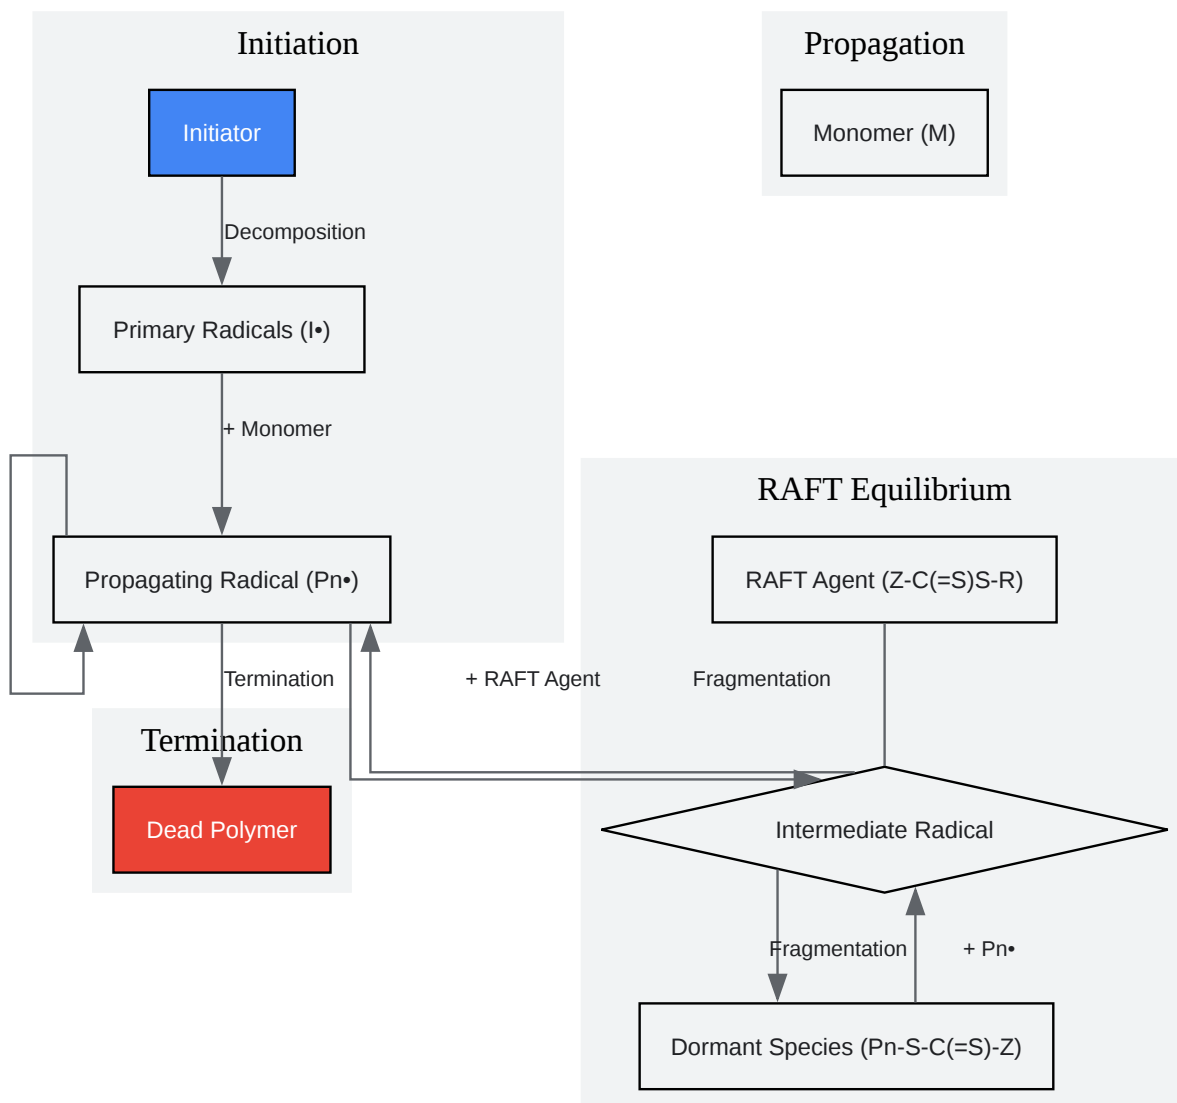 Initiation
Propagation
Initiator
Monomer (M)
Decomposition
Primary Radicals (I•)
+ Monomer
RAFT Equilibrium
Propagating Radical (Pn•)
RAFT Agent (Z-C(=S)S-R)
Termination
+ RAFT Agent
Fragmentation
Termination
Dead Polymer
Intermediate Radical
Fragmentation
+ Pn•
Dormant Species (Pn-S-C(=S)-Z)